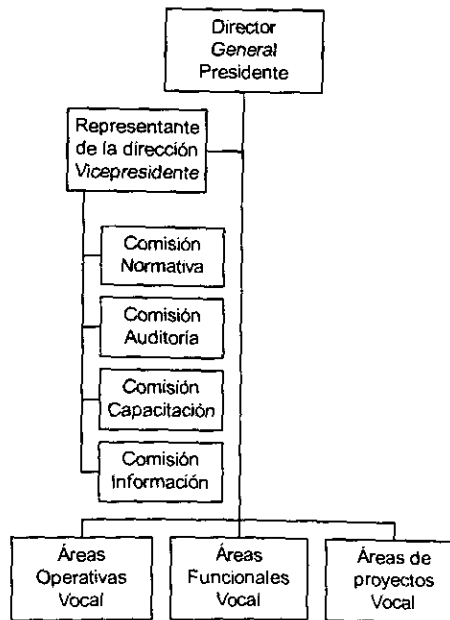 Director
General
Presidente
Representante
de la dirección
Vicepresidente
Comisión
Normativa
Comisión
Auditoría
Comisión
Capacitación
Comisión
Información
Áreas
Operativas
Vocal
Áreas
Funcionales
Vocal
Áreas de
proyectos
Vocal